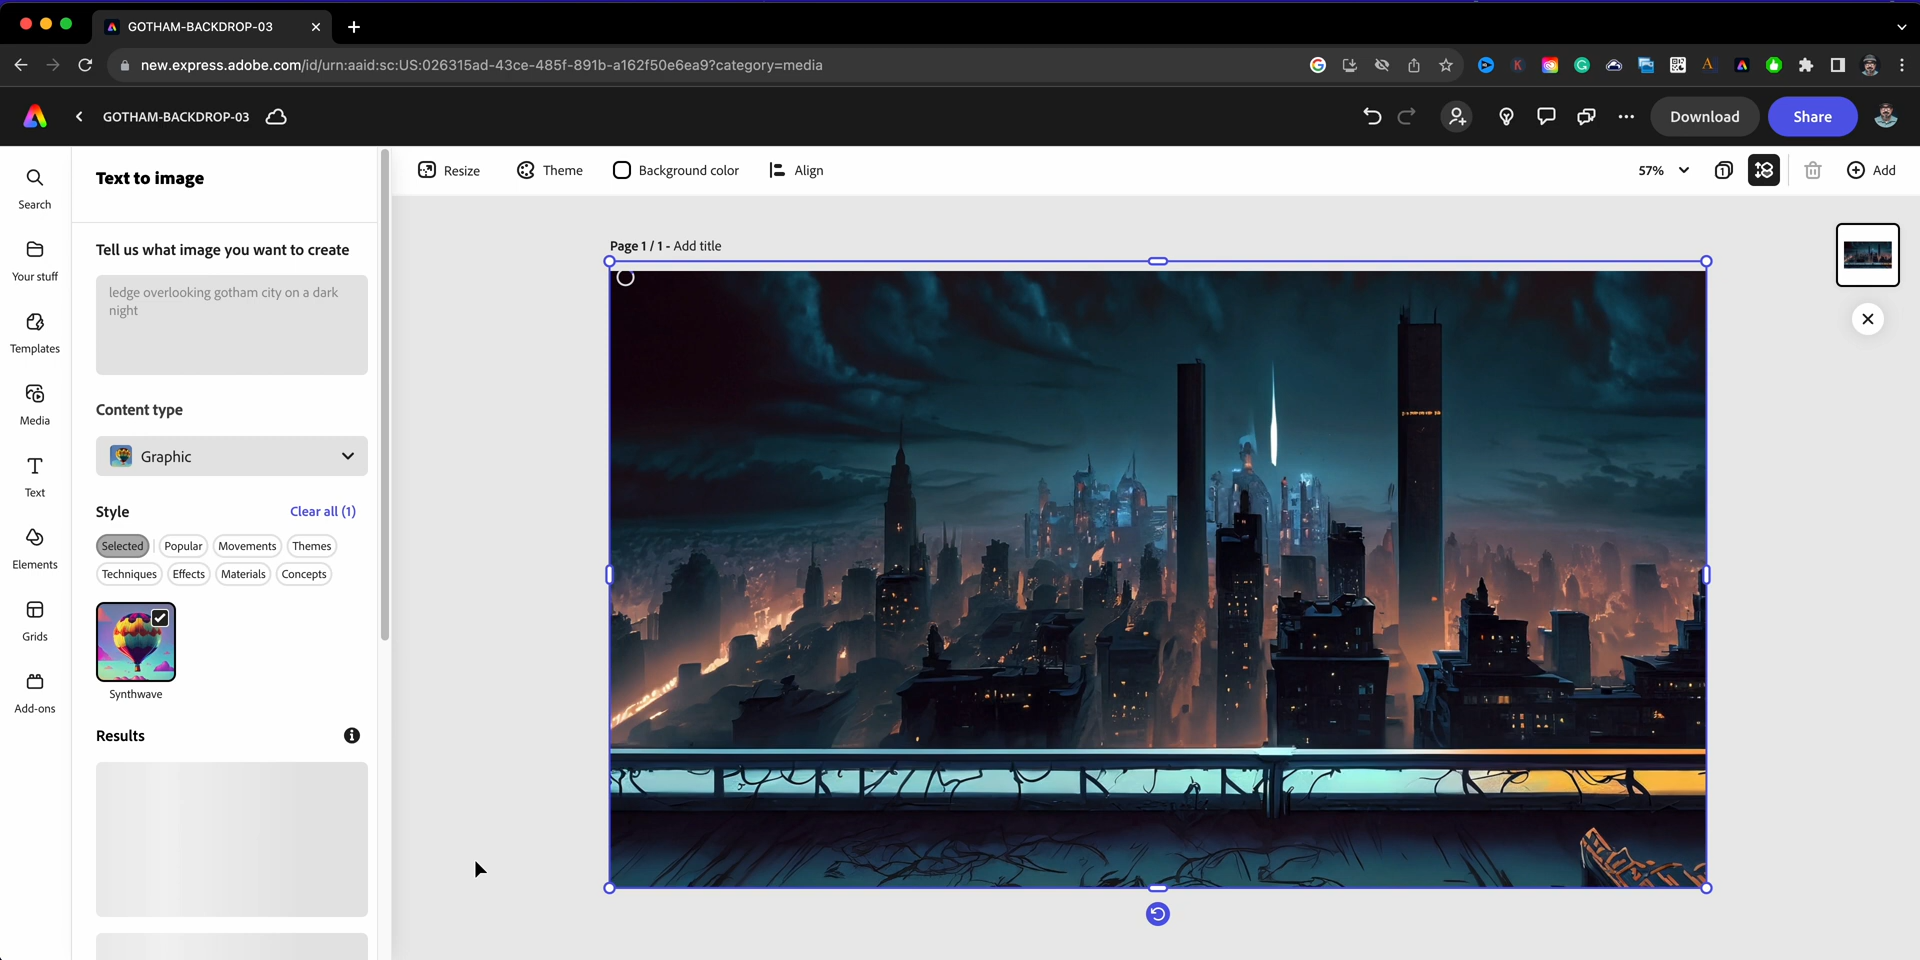 GOTHAM-BACKDROP-03
new.express.adobe.com/id/urn:aaid:sc:US:026315ad-43ce-485f-891b-a162f50e6ea9?category=media
GOTHAM-BACKDROP-03
Download
Share
Search
Your stuff
Templates
Media
Text
Elements
Grids
Add-ons
Text to image
Tell us what image you want to create
ledge overlooking gotham city on a dark
night
Content type
Graphic
Style
Clear all (1)
Selected
Popular
Movements
Themes
Techniques
Effects
Materials
Concepts
Synthwave
Results
Resize
Theme
Background color
Align
57%
1
Add
Page 1 / 1 - Add title